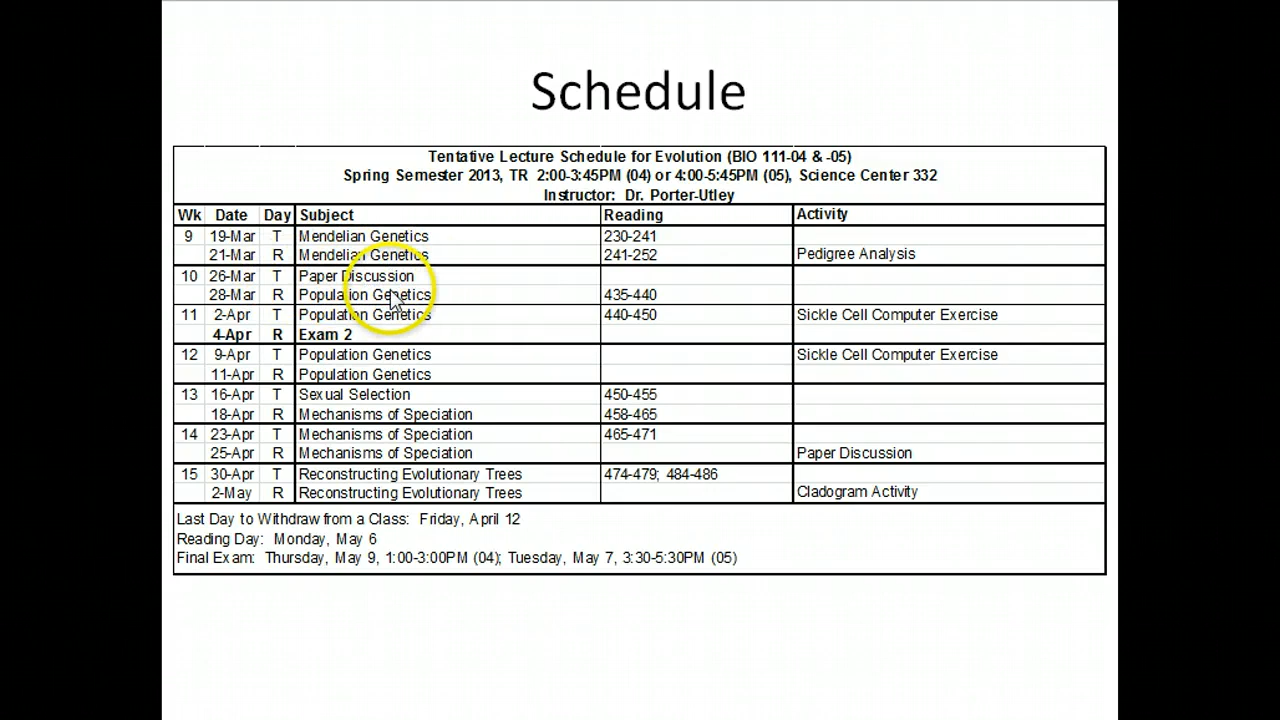 Schedule
Tentative Lecture Schedule for Evolution (BIO 111-04 & -05)
Spring Semester 2013, TR 2:00-3:45PM (04) or 4:00-5:45PM (05), Science Center 332
Instructor: Dr. Porter-Utley
Wk Date Day Subject Reading Activity
9 19-Mar T Mendelian Genetics 230-241
21-Mar R Mendelian Genetics 241-252 Pedigree Analysis
10 26-Mar T Paper Discussion
28-Mar R Population Genetics 435-440
11 2-Apr T Population Genetics 440-450 Sickle Cell Computer Exercise
4-Apr R Exam 2
12 9-Apr T Population Genetics Sickle Cell Computer Exercise
11-Apr R Population Genetics
13 16-Apr T Sexual Selection 450-455
18-Apr R Mechanisms of Speciation 458-465
14 23-Apr T Mechanisms of Speciation 465-471
25-Apr R Mechanisms of Speciation Paper Discussion
15 30-Apr T Reconstructing Evolutionary Trees 474-479; 484-486
2-May R Reconstructing Evolutionary Trees Cladogram Activity
Last Day to Withdraw from a Class: Friday, April 12
Reading Day: Monday, May 6
Final Exam: Thursday, May 9, 1:00-3:00PM (04); Tuesday, May 7, 3:30-5:30PM (05)